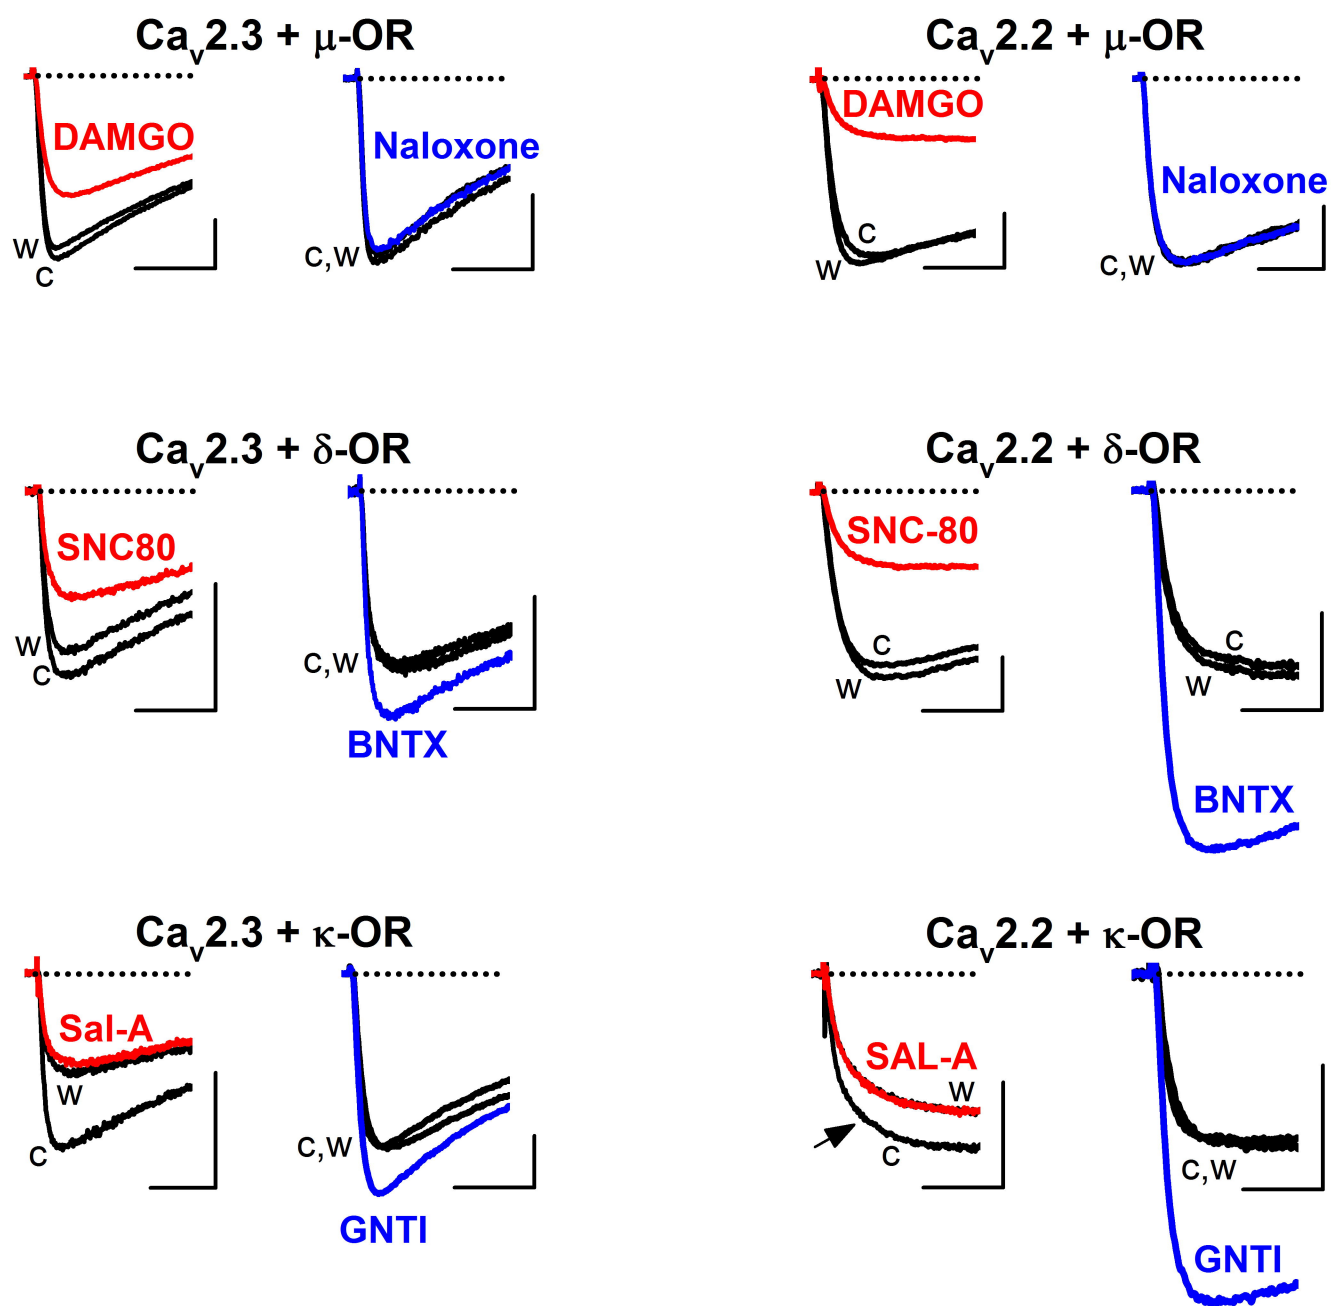 Cav2.3 + μ-OR
Cav2.2 + μ-OR
DAMGO
W
C
Naloxone
C,W
DAMGO
C
W
Naloxone
C,W
Cav2.3 + δ-OR
Cav2.2 + δ-OR
SNC80
W
C
C,W
BNTX
SNC-80
C
W
C
W
BNTX
Cav2.3 + κ-OR
Cav2.2 + κ-OR
Sal-A
W
C
C,W
GNTI
SAL-A
W
C
C,W
GNTI